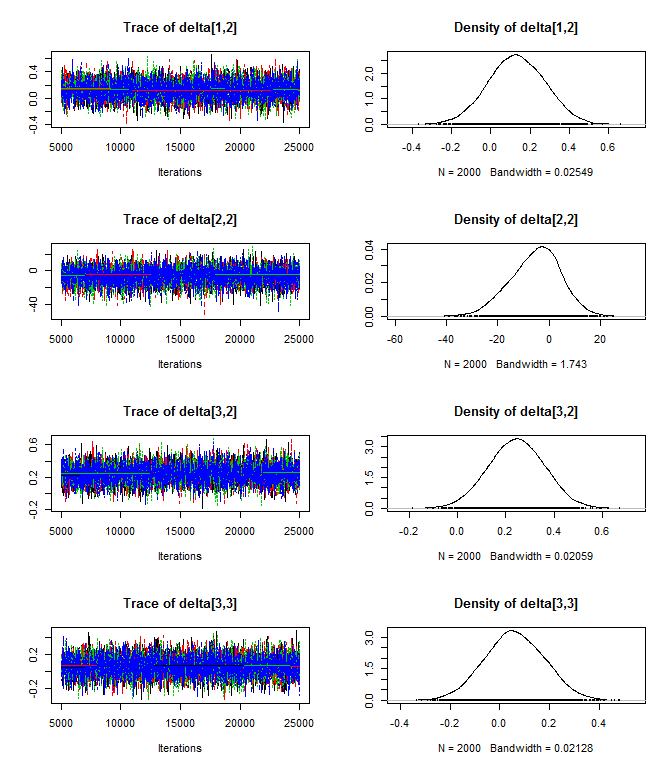 Trace of delta[1,2]
-0.4 0.0 0.4
5000 10000 15000 20000 25000
Iterations
Density of delta[1,2]
0.0 1.0 2.0
-0.4 -0.2 0.0 0.2 0.4 0.6
N = 2000 Bandwidth = 0.02549
Trace of delta[2,2]
-40 0
5000 10000 15000 20000 25000
Iterations
Density of delta[2,2]
0.00 0.02 0.04
-60 -40 -20 0 20
N = 2000 Bandwidth = 1.743
Trace of delta[3,2]
-0.2 0.2 0.6
5000 10000 15000 20000 25000
Iterations
Density of delta[3,2]
0.0 1.5 3.0
-0.2 0.0 0.2 0.4 0.6
N = 2000 Bandwidth = 0.02059
Trace of delta[3,3]
-0.2 0.2
5000 10000 15000 20000 25000
Iterations
Density of delta[3,3]
0.0 1.5 3.0
-0.4 -0.2 0.0 0.2 0.4
N = 2000 Bandwidth = 0.02128